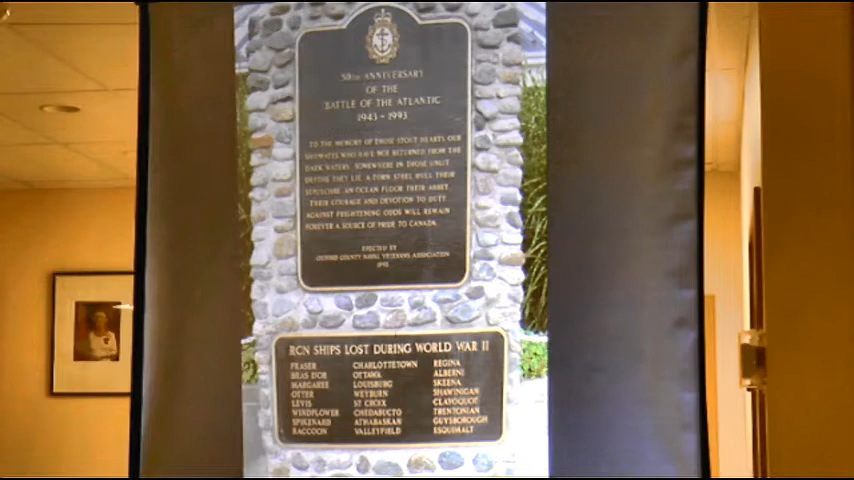 50TH ANNIVERSARY
OF THE
BATTLE OF THE ATLANTIC
1943 - 1993
TO THE MEMORY OF THOSE STOUT HEARTS OUR
SHIPMATES WHO HAVE NOT RETURNED FROM THE
DARK WATERS. SOMEWHERE IN THOSE UNLIT
DEPTHS THEY LIE A TORN STEEL HULL THEIR
SEPULCHRE AN OCEAN FLOOR THEIR ABBEY.
THEIR COURAGE AND DEVOTION TO DUTY
AGAINST FRIGHTENING ODDS WILL REMAIN
FOREVER A SOURCE OF PRIDE TO CANADA.
ERECTED BY
OXFORD COUNTY NAVAL VETERANS ASSOCIATION
RCN SHIPS LOST DURING WORLD WAR II
FRASER CHARLOTTETOWN REGINA
BRAS D'OR OTTAWA ALBERNI
MARGAREE LOUISBURG SKEENA
OTTER WEYBURN SHAWINIGAN
LEVIS ST CROIX CLAYOQUOT
WINDFLOWER CHEDABUCTO TRENTONIAN
SPIKENARD ATHABASKAN GUYSBOROUGH
RACCOON VALLEYFIELD ESQUIMALT